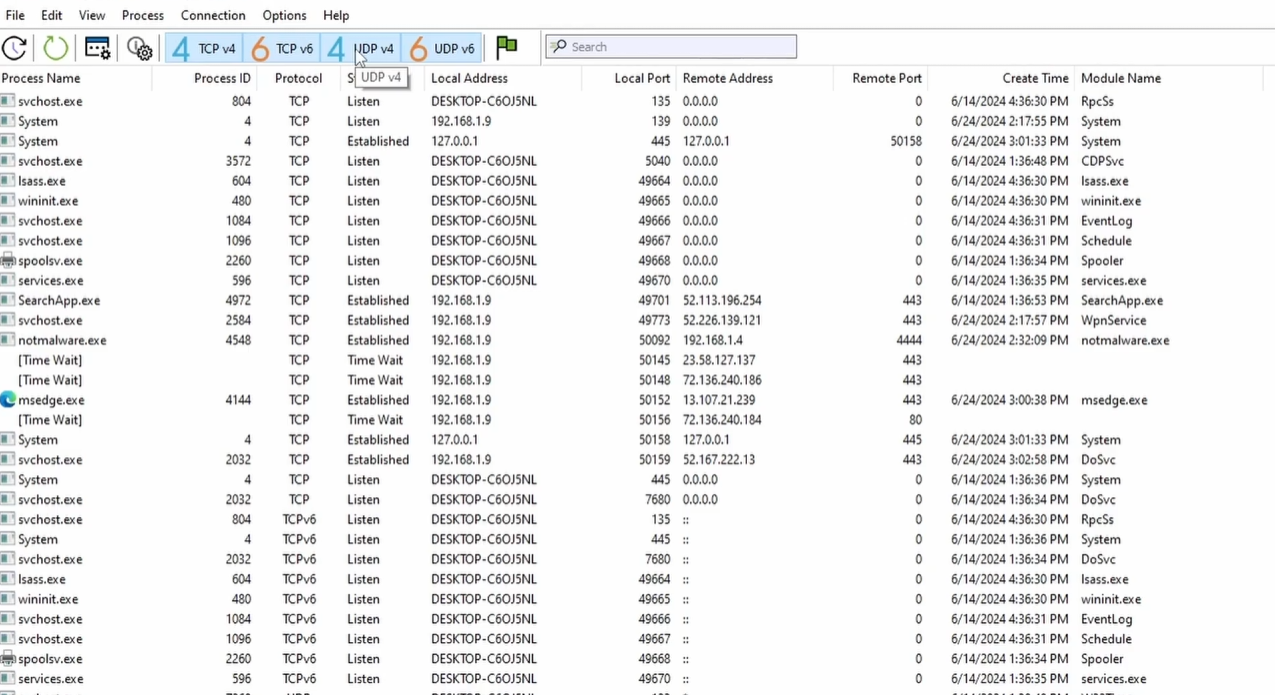 File Edit View Process Connection Options Help
4 TCP v4 6 TCP v6 4 UDP v4 6 UDP v6 Search
Process Name Process ID Protocol Local Address Local Port Remote Address Remote Port Create Time Module Name
UDP v4
svchost.exe 804 TCP Listen DESKTOP-C6OJ5NL 135 0.0.0.0 0 6/14/2024 4:36:30 PM RpcSs
System 4 TCP Listen 192.168.1.9 139 0.0.0.0 0 6/24/2024 2:17:55 PM System
System 4 TCP Established 127.0.0.1 445 127.0.0.1 50158 6/24/2024 3:01:33 PM System
svchost.exe 3572 TCP Listen DESKTOP-C6OJ5NL 5040 0.0.0.0 0 6/14/2024 1:36:48 PM CDPSvc
lsass.exe 604 TCP Listen DESKTOP-C6OJ5NL 49664 0.0.0.0 0 6/14/2024 4:36:30 PM lsass.exe
wininit.exe 480 TCP Listen DESKTOP-C6OJ5NL 49665 0.0.0.0 0 6/14/2024 4:36:30 PM wininit.exe
svchost.exe 1084 TCP Listen DESKTOP-C6OJ5NL 49666 0.0.0.0 0 6/14/2024 4:36:31 PM EventLog
svchost.exe 1096 TCP Listen DESKTOP-C6OJ5NL 49667 0.0.0.0 0 6/14/2024 4:36:31 PM Schedule
spoolsv.exe 2260 TCP Listen DESKTOP-C6OJ5NL 49668 0.0.0.0 0 6/14/2024 1:36:34 PM Spooler
services.exe 596 TCP Listen DESKTOP-C6OJ5NL 49670 0.0.0.0 0 6/14/2024 1:36:35 PM services.exe
SearchApp.exe 4972 TCP Established 192.168.1.9 49701 52.113.196.254 443 6/14/2024 1:36:53 PM SearchApp.exe
svchost.exe 2584 TCP Established 192.168.1.9 49773 52.226.139.121 443 6/24/2024 2:17:57 PM WpnService
notmalware.exe 4548 TCP Established 192.168.1.9 50092 192.168.1.4 4444 6/24/2024 2:32:09 PM notmalware.exe
[Time Wait] TCP Time Wait 192.168.1.9 50145 23.58.127.137 443
[Time Wait] TCP Time Wait 192.168.1.9 50148 72.136.240.186 443
msedge.exe 4144 TCP Established 192.168.1.9 50152 13.107.21.239 443 6/24/2024 3:00:38 PM msedge.exe
[Time Wait] TCP Time Wait 192.168.1.9 50156 72.136.240.184 80
System 4 TCP Established 127.0.0.1 50158 127.0.0.1 445 6/24/2024 3:01:33 PM System
svchost.exe 2032 TCP Established 192.168.1.9 50159 52.167.222.13 443 6/24/2024 3:02:58 PM DoSvc
System 4 TCP Listen DESKTOP-C6OJ5NL 445 0.0.0.0 0 6/14/2024 1:36:36 PM System
svchost.exe 2032 TCP Listen DESKTOP-C6OJ5NL 7680 0.0.0.0 0 6/14/2024 1:36:34 PM DoSvc
svchost.exe 804 TCPv6 Listen DESKTOP-C6OJ5NL 135 :: 0 6/14/2024 4:36:30 PM RpcSs
System 4 TCPv6 Listen DESKTOP-C6OJ5NL 445 :: 0 6/14/2024 1:36:36 PM System
svchost.exe 2032 TCPv6 Listen DESKTOP-C6OJ5NL 7680 :: 0 6/14/2024 1:36:34 PM DoSvc
lsass.exe 604 TCPv6 Listen DESKTOP-C6OJ5NL 49664 :: 0 6/14/2024 4:36:30 PM lsass.exe
wininit.exe 480 TCPv6 Listen DESKTOP-C6OJ5NL 49665 :: 0 6/14/2024 4:36:30 PM wininit.exe
svchost.exe 1084 TCPv6 Listen DESKTOP-C6OJ5NL 49666 :: 0 6/14/2024 4:36:31 PM EventLog
svchost.exe 1096 TCPv6 Listen DESKTOP-C6OJ5NL 49667 :: 0 6/14/2024 4:36:31 PM Schedule
spoolsv.exe 2260 TCPv6 Listen DESKTOP-C6OJ5NL 49668 :: 0 6/14/2024 1:36:34 PM Spooler
services.exe 596 TCPv6 Listen DESKTOP-C6OJ5NL 49670 :: 0 6/14/2024 1:36:35 PM services.exe